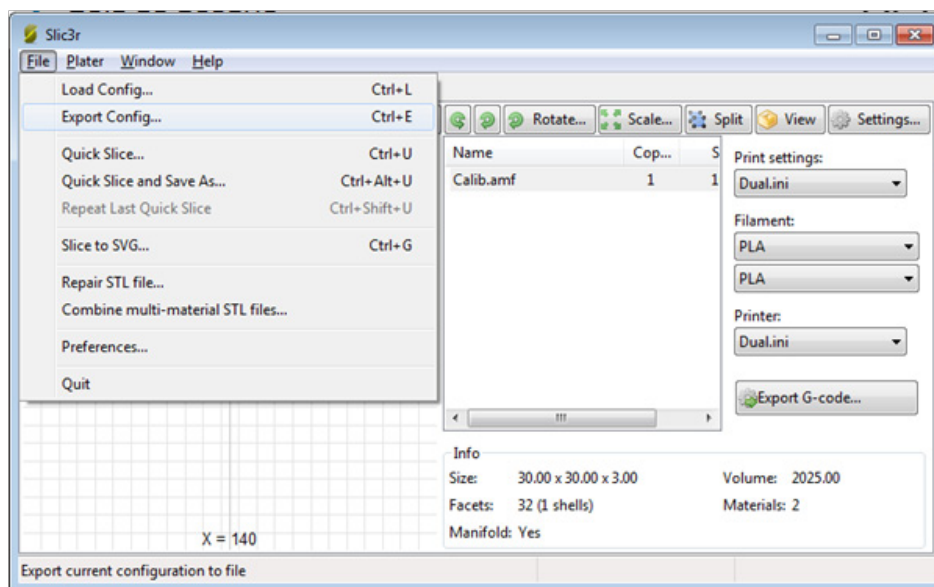 Slic3r
File Plater Window Help
Load Config... Ctrl+L
Export Config... Ctrl+E
Quick Slice... Ctrl+U
Quick Slice and Save As... Ctrl+Alt+U
Repeat Last Quick Slice Ctrl+Shift+U
Slice to SVG... Ctrl+G
Repair STL file...
Combine multi-material STL files...
Preferences...
Quit
Rotate... Scale... Split View Settings...
Name Cop... S
Calib.amf 1 1
Print settings:
Dual.ini
Filament:
PLA
PLA
Printer:
Dual.ini
Export G-code...
Info
Size: 30.00 x 30.00 x 3.00 Volume: 2025.00
Facets: 32 (1 shells) Materials: 2
Manifold: Yes
X = 140
Export current configuration to file